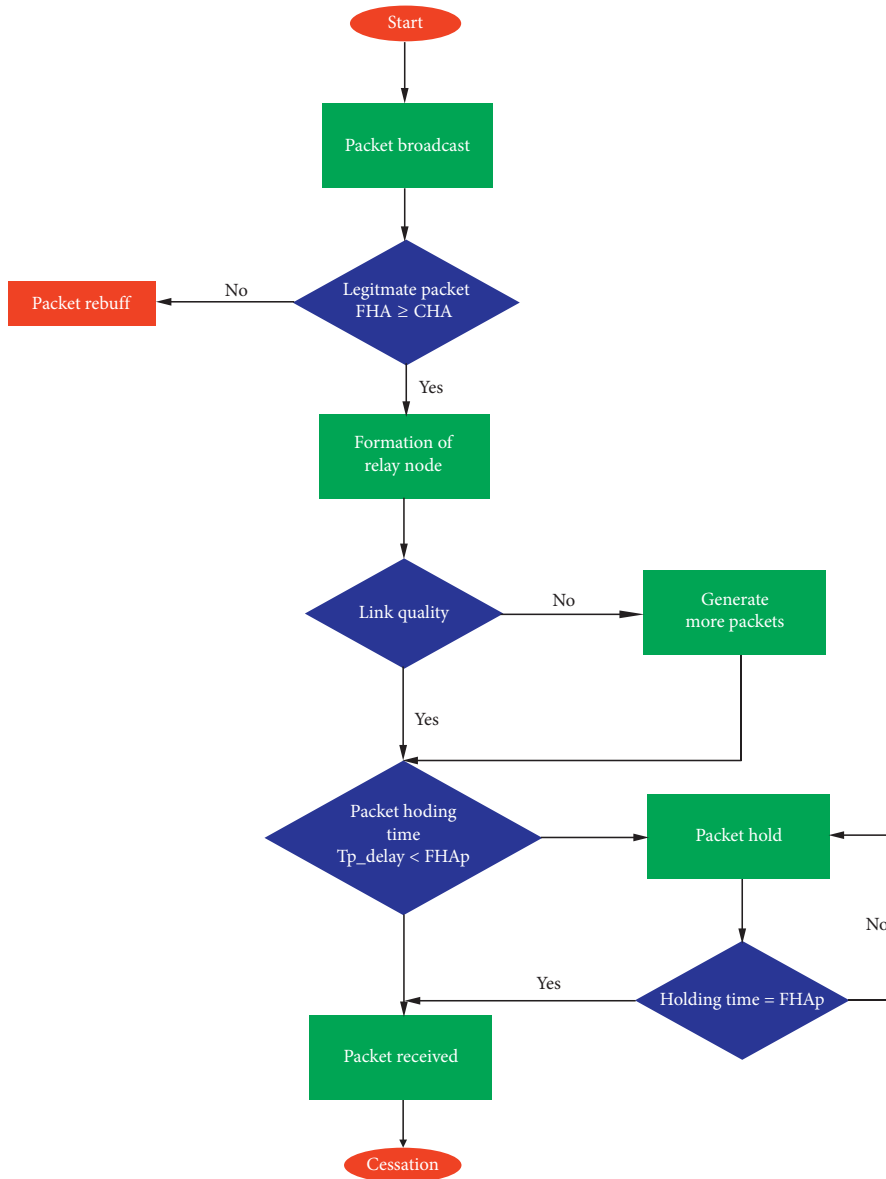 Start
Packet broadcast
Legitmate packet
FHA ≥ CHA
No
Packet rebuff
Yes
Formation of
relay node
Link quality
No
Generate
more packets
Yes
Packet hoding
time
Tp_delay < FHAp
Packet hold
No
Holding time = FHAp
Yes
Packet received
Cessation